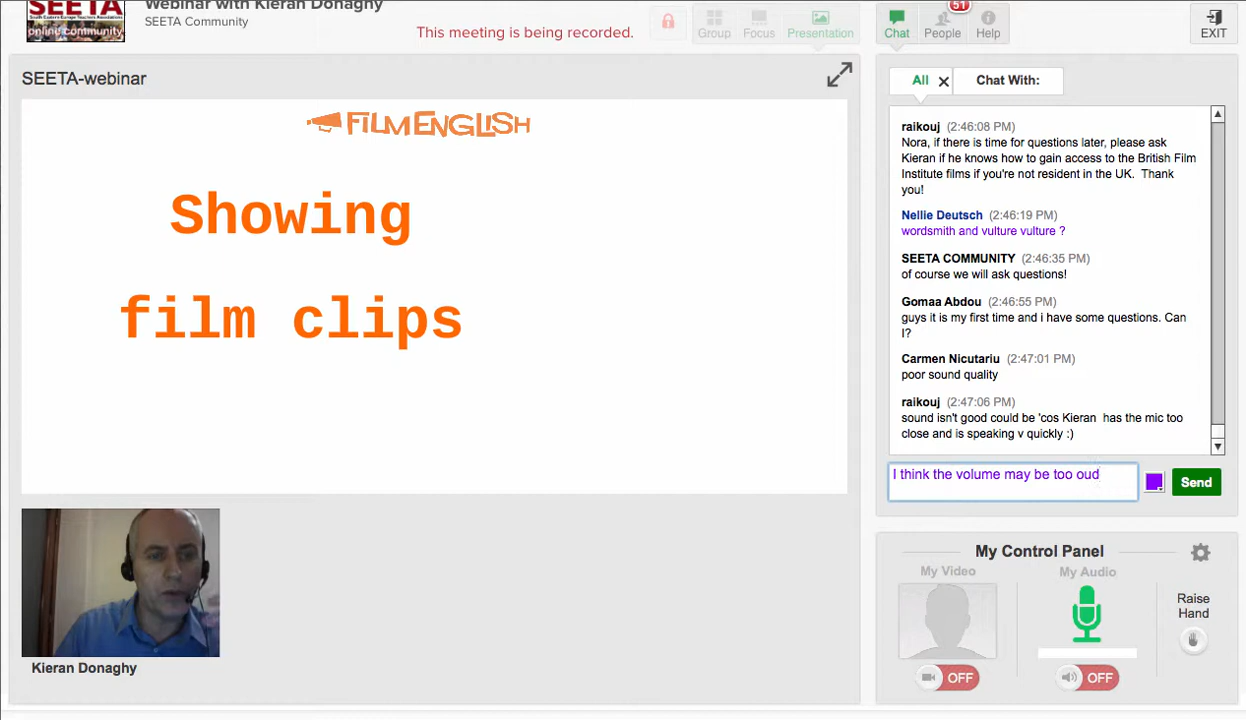 SEETA
South Eastern Europe Teachers Associations
online community
Webinar with Kieran Donaghy
SEETA Community
This meeting is being recorded.
Group
Focus
Presentation
Chat
51
People
Help
EXIT
SEETA-webinar
FILMENGLISH
Showing
film clips
Kieran Donaghy
All
Chat With:
raikouj (2:46:08 PM)
Nora, if there is time for questions later, please ask
Kieran if he knows how to gain access to the British Film
Institute films if you're not resident in the UK. Thank
you!
Nellie Deutsch (2:46:19 PM)
wordsmith and vulture vulture ?
SEETA COMMUNITY (2:46:35 PM)
of course we will ask questions!
Gomaa Abdou (2:46:55 PM)
guys it is my first time and i have some questions. Can
I?
Carmen Nicutariu (2:47:01 PM)
poor sound quality
raikouj (2:47:06 PM)
sound isn't good could be 'cos Kieran has the mic too
close and is speaking v quickly :)
I think the volume may be too oud
Send
My Control Panel
My Video
My Audio
Raise
Hand
OFF
OFF